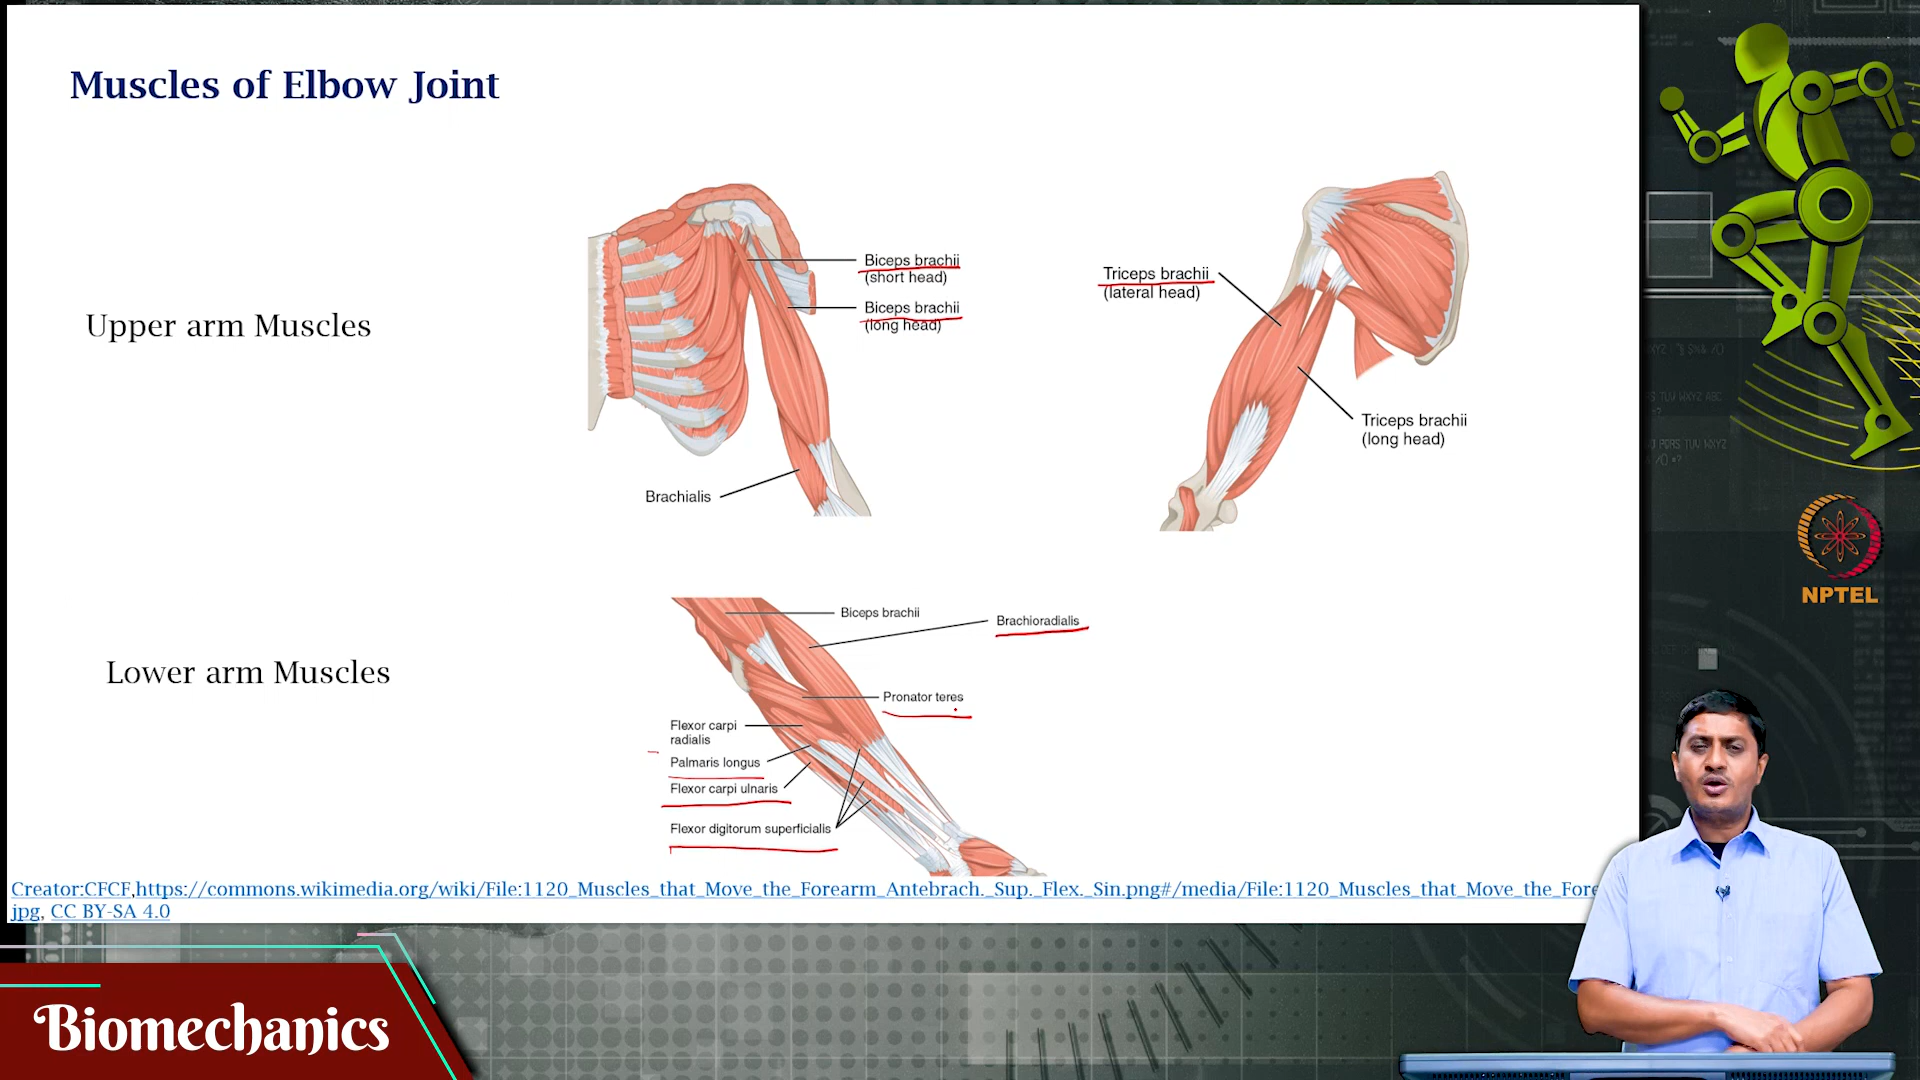 Muscles of Elbow Joint
Upper arm Muscles
Biceps brachii
(short head)
Biceps brachii
(long head)
Brachialis
Triceps brachii
(lateral head)
Triceps brachii
(long head)
Lower arm Muscles
Biceps brachii
Brachioradialis
Pronator teres
Flexor carpi
radialis
Palmaris longus
Flexor carpi ulnaris
Flexor digitorum superficialis
Creator:CFCF,https://commons.wikimedia.org/wiki/File:1120_Muscles_that_Move_the_Forearm_Antebrach._Sup._Flex._Sin.png#/media/File:1120_Muscles_that_Move_the_Fore
jpg, CC BY-SA 4.0
NPTEL
Biomechanics